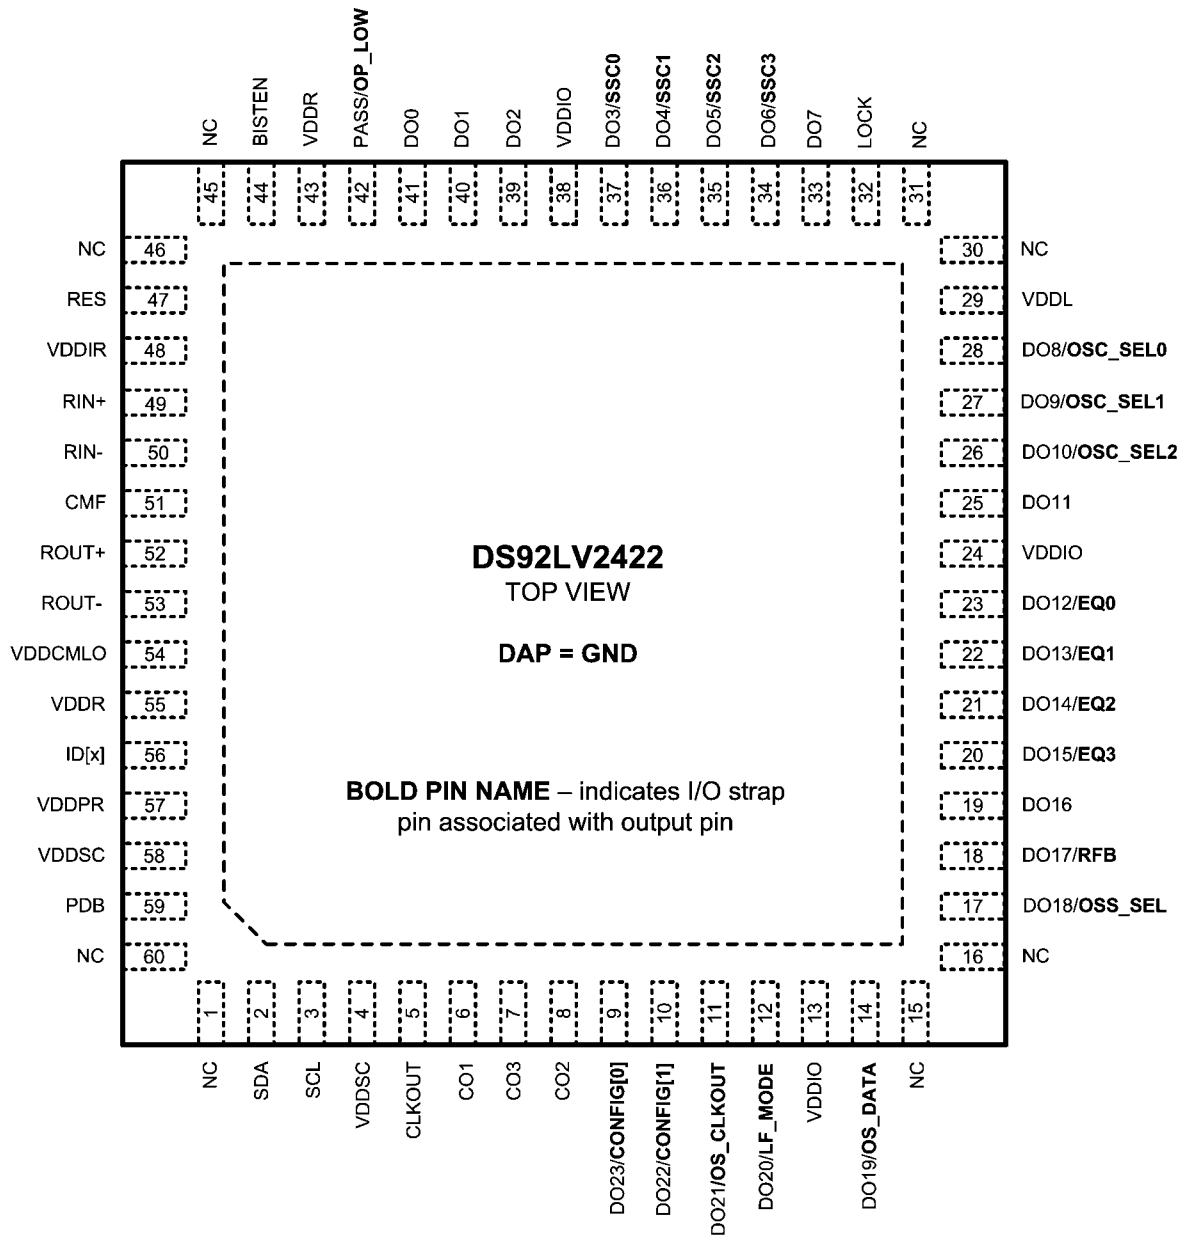 NC
BISTEN
VDDR
PASS/OP_LOW
DO0
DO1
DO2
VDDIO
DO3/SSC0
DO4/SSC1
DO5/SSC2
DO6/SSC3
DO7
LOCK
NC
45
44
43
42
41
40
39
38
37
36
35
34
33
32
31
NC 46
RES 47
VDDIR 48
RIN+ 49
RIN- 50
CMF 51
ROUT+ 52
ROUT- 53
VDDCMLO 54
VDDR 55
ID[x] 56
VDDPR 57
VDDSC 58
PDB 59
NC 60
DS92LV2422
TOP VIEW
DAP = GND
BOLD PIN NAME – indicates I/O strap
pin associated with output pin
30 NC
29 VDDL
28 DO8/OSC_SEL0
27 DO9/OSC_SEL1
26 DO10/OSC_SEL2
25 DO11
24 VDDIO
23 DO12/EQ0
22 DO13/EQ1
21 DO14/EQ2
20 DO15/EQ3
19 DO16
18 DO17/RFB
17 DO18/OSS_SEL
16 NC
1
2
3
4
5
6
7
8
9
10
11
12
13
14
15
NC
SDA
SCL
VDDSC
CLKOUT
CO1
CO3
CO2
DO23/CONFIG[0]
DO22/CONFIG[1]
DO21/OS_CLKOUT
DO20/LF_MODE
VDDIO
DO19/OS_DATA
NC